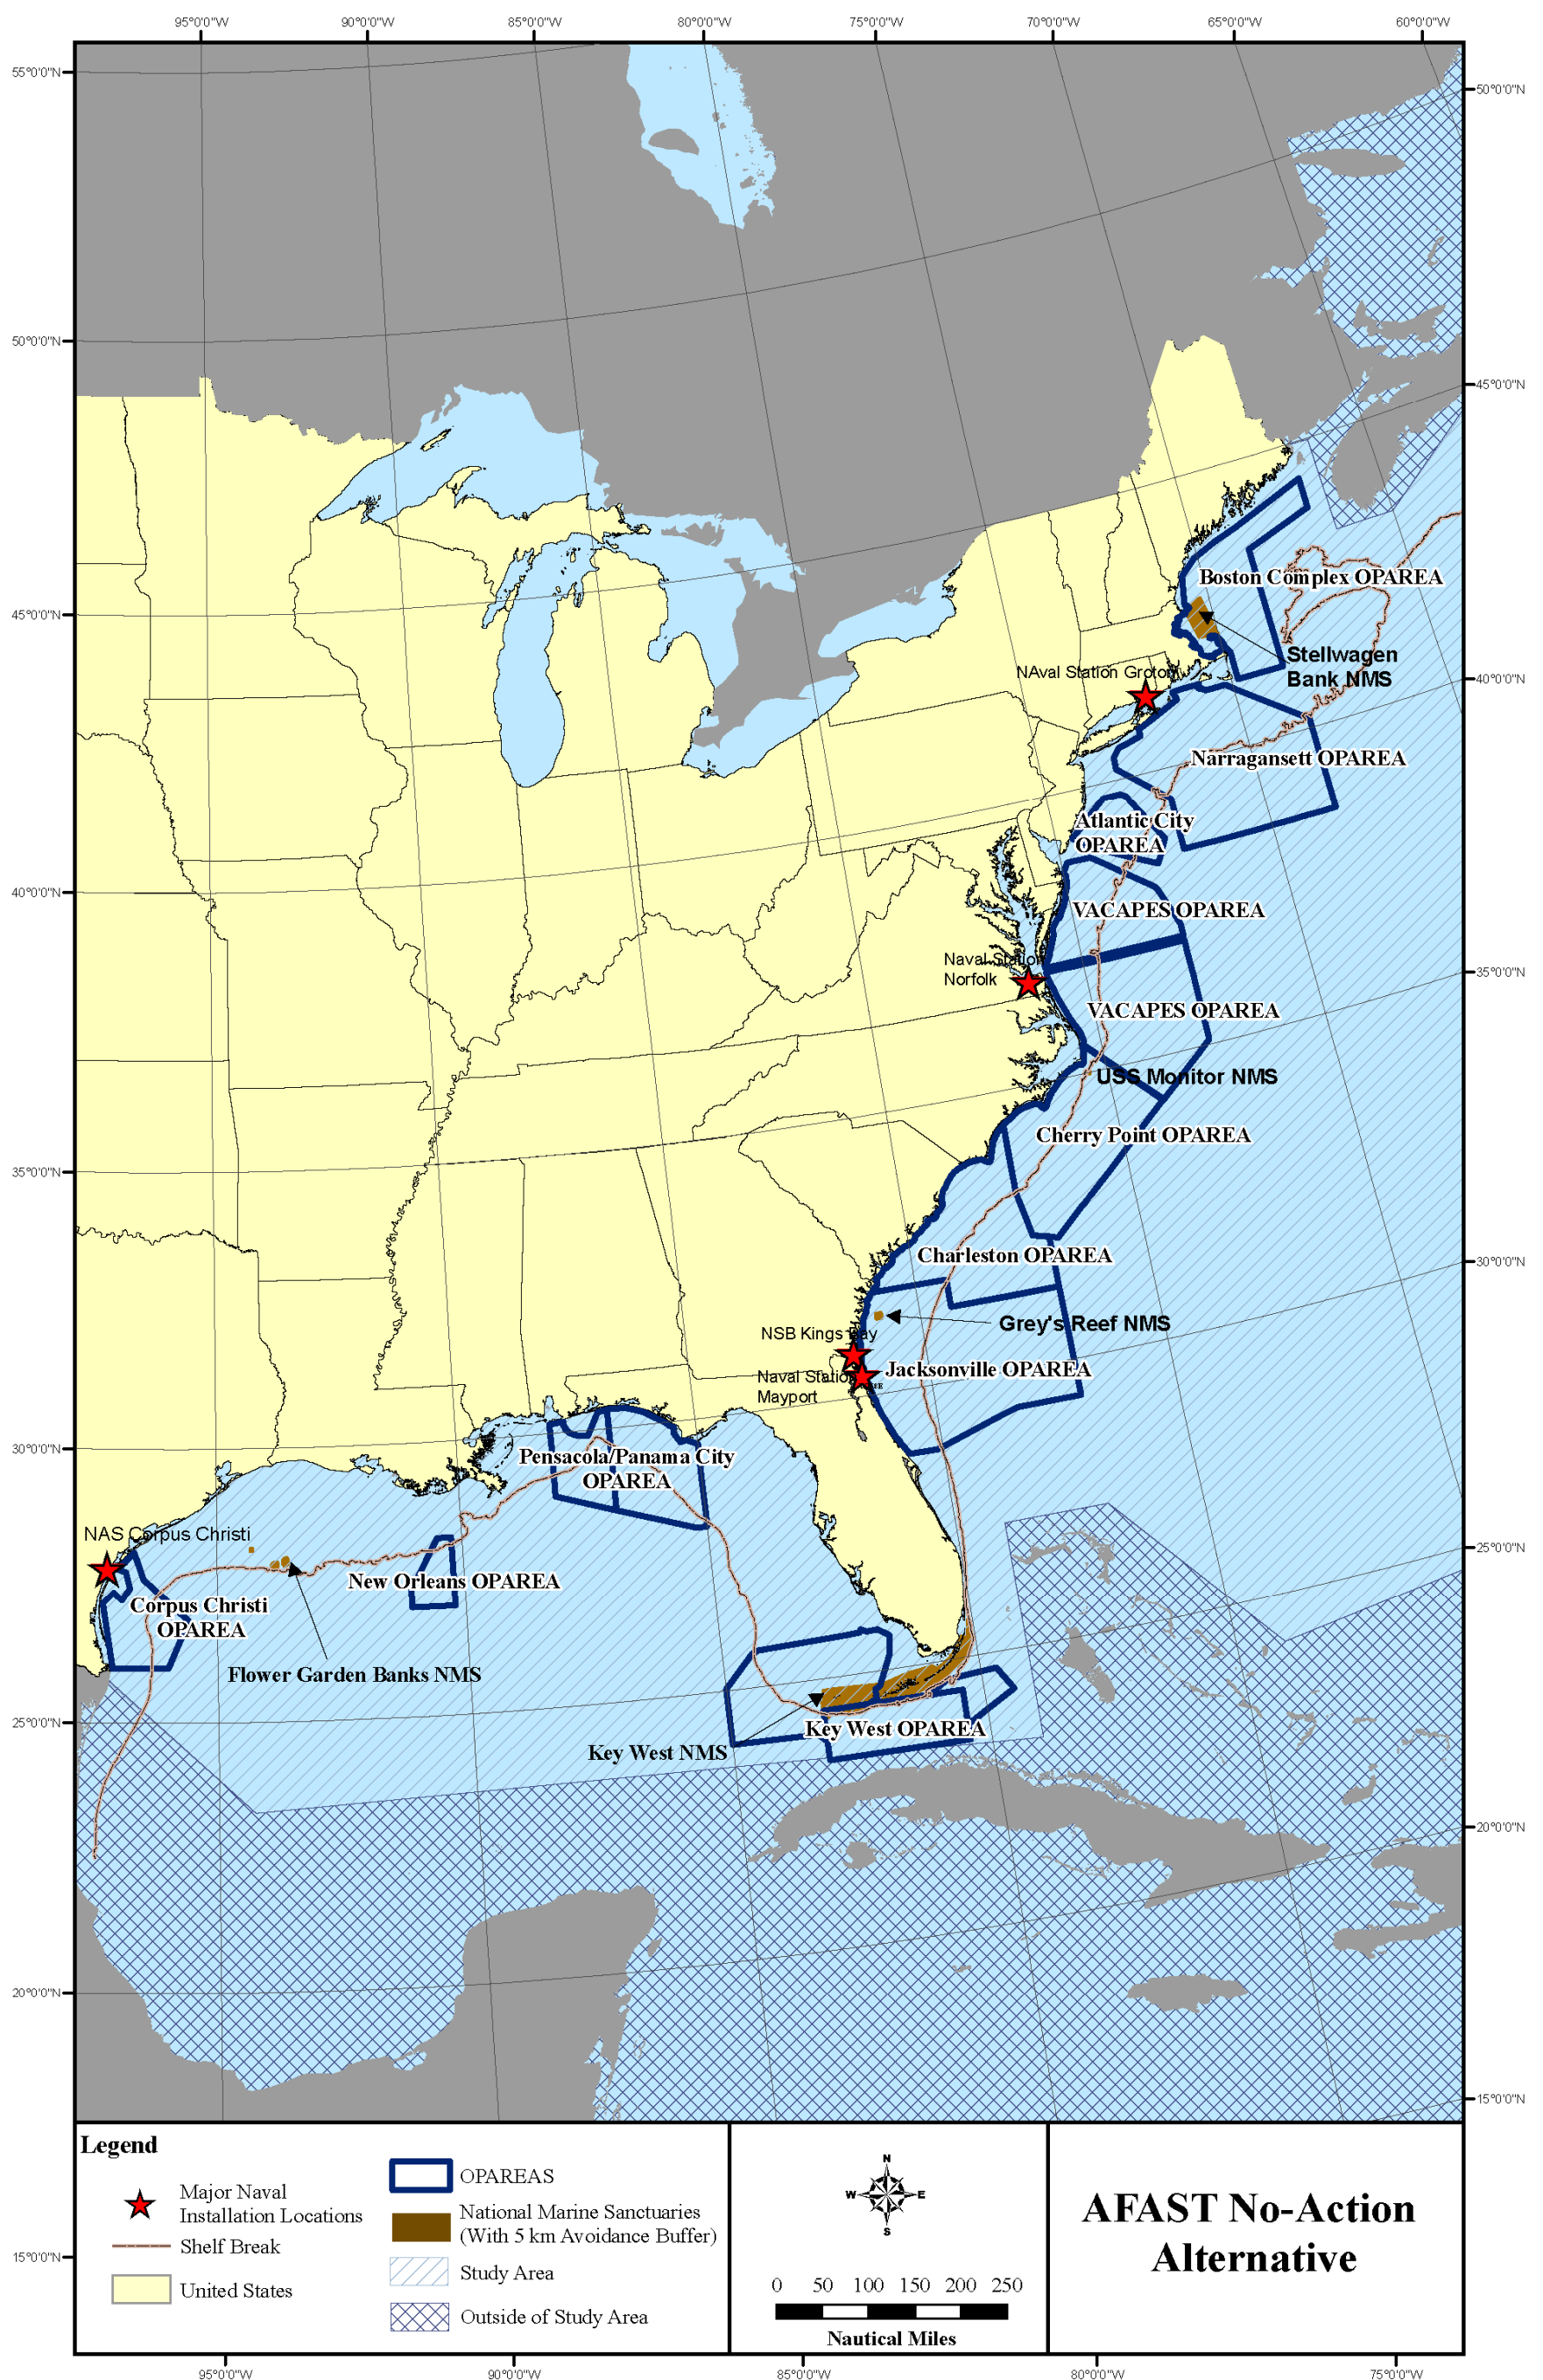 95°0'0"W
90°0'0"W
85°0'0"W
80°0'0"W
75°0'0"W
70°0'0"W
65°0'0"W
60°0'0"W
55°0'0"N
50°0'0"N
50°0'0"N
45°0'0"N
Boston Complex OPAREA
45°0'0"N
Stellwagen
Bank NMS
NAval Station Groton
40°0'0"N
Narragansett OPAREA
Atlantic City
OPAREA
40°0'0"N
VACAPES OPAREA
Naval Station
Norfolk
35°0'0"N
VACAPES OPAREA
USS Monitor NMS
Cherry Point OPAREA
35°0'0"N
Charleston OPAREA
30°0'0"N
Grey's Reef NMS
NSB Kings Bay
Jacksonville OPAREA
Naval Station
Mayport
30°0'0"N
Pensacola/Panama City
OPAREA
NAS Corpus Christi
25°0'0"N
New Orleans OPAREA
Corpus Christi
OPAREA
Flower Garden Banks NMS
25°0'0"N
Key West OPAREA
Key West NMS
20°0'0"N
20°0'0"N
15°0'0"N
Legend
Major Naval
Installation Locations
Shelf Break
United States
OPAREAS
National Marine Sanctuaries
(With 5 km Avoidance Buffer)
Study Area
Outside of Study Area
N
W
E
S
0 50 100 150 200 250
Nautical Miles
AFAST No-Action
Alternative
15°0'0"N
95°0'0"W
90°0'0"W
85°0'0"W
80°0'0"W
75°0'0"W